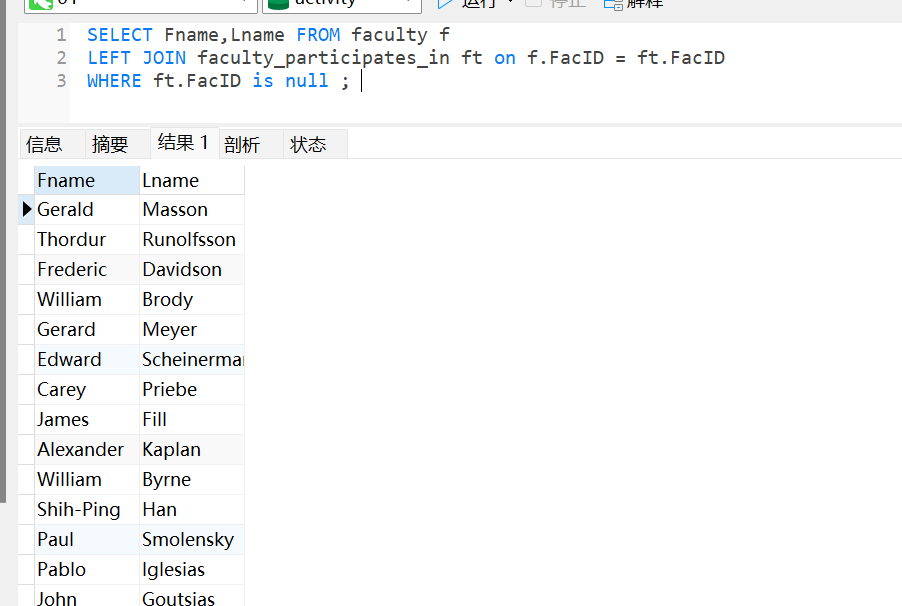 运行 停止 解释
1 SELECT Fname,Lname FROM faculty f
2 LEFT JOIN faculty_participates_in ft on f.FacID = ft.FacID
3 WHERE ft.FacID is null ;
信息 摘要 结果 1 剖析 状态
Fname Lname
Gerald Masson
Thordur Runolfsson
Frederic Davidson
William Brody
Gerard Meyer
Edward Scheinerma
Carey Priebe
James Fill
Alexander Kaplan
William Byrne
Shih-Ping Han
Paul Smolensky
Pablo Iglesias
John Goutsias